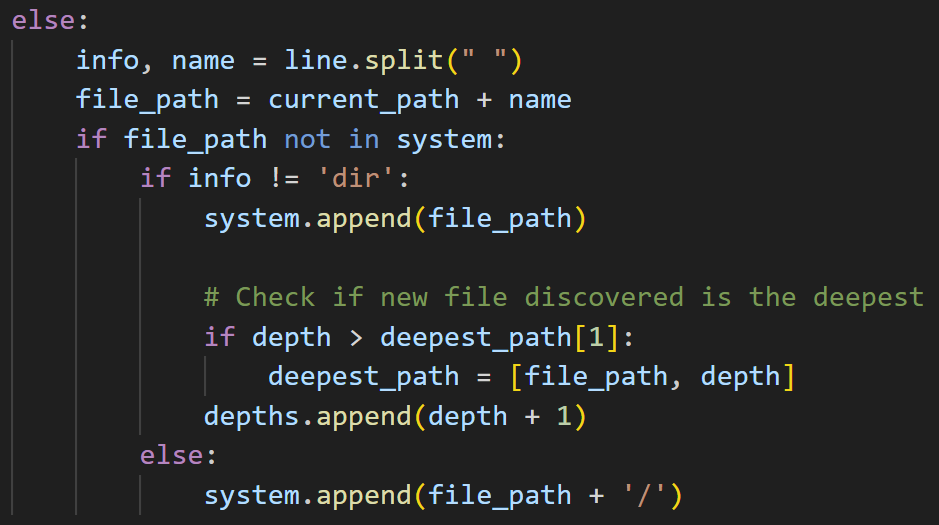 else:
    info, name = line.split(" ")
    file_path = current_path + name
    if file_path not in system:
        if info != 'dir':
            system.append(file_path)

            # Check if new file discovered is the deepest
            if depth > deepest_path[1]:
                deepest_path = [file_path, depth]
            depths.append(depth + 1)
        else:
            system.append(file_path + '/')